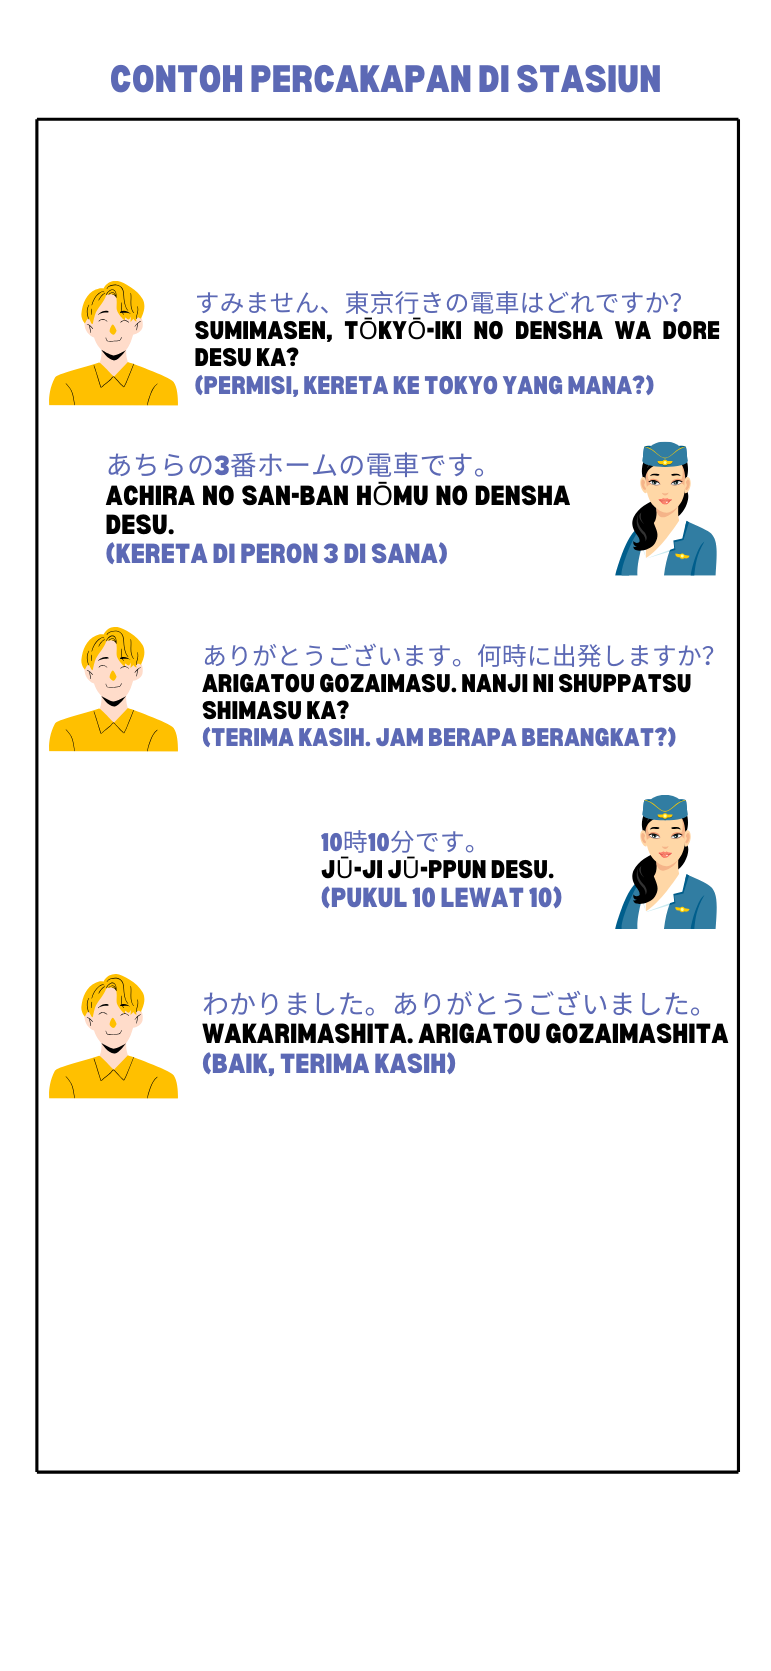 CONTOH PERCAKAPAN DI STASIUN
すみません、東京行きの電車はどれですか?
SUMIMASEN, TŌKYŌ-IKI NO DENSHA WA DORE
DESU KA?
(PERMISI, KERETA KE TOKYO YANG MANA?)
あちらの3番ホームの電車です。
ACHIRA NO SAN-BAN HŌMU NO DENSHA
DESU.
(KERETA DI PERON 3 DI SANA)
ありがとうございます。何時に出発しますか?
ARIGATOU GOZAIMASU. NANJI NI SHUPPATSU
SHIMASU KA?
(TERIMA KASIH. JAM BERAPA BERANGKAT?)
10時10分です。
JŪ-JI JŪ-PPUN DESU.
(PUKUL 10 LEWAT 10)
わかりました。ありがとうございました。
WAKARIMASHITA. ARIGATOU GOZAIMASHITA
(BAIK, TERIMA KASIH)